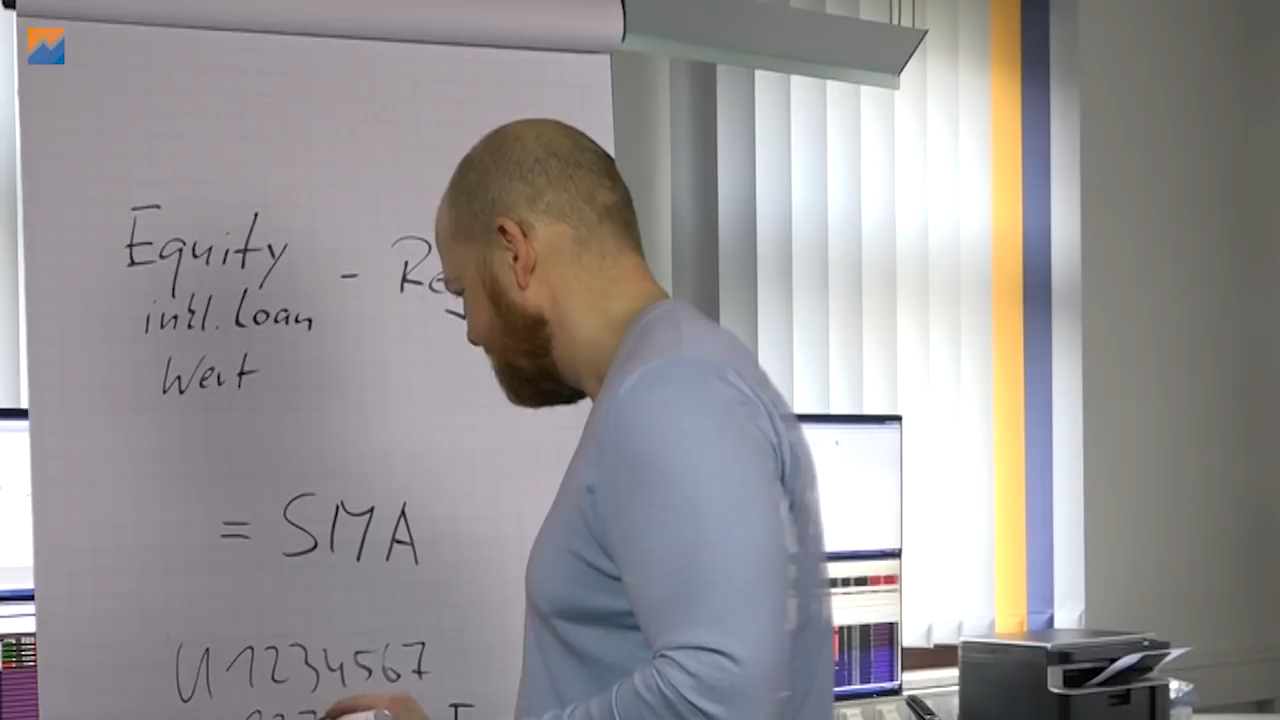 Equity - Re
inkl. Loan
Wert
= SMA
U1234567